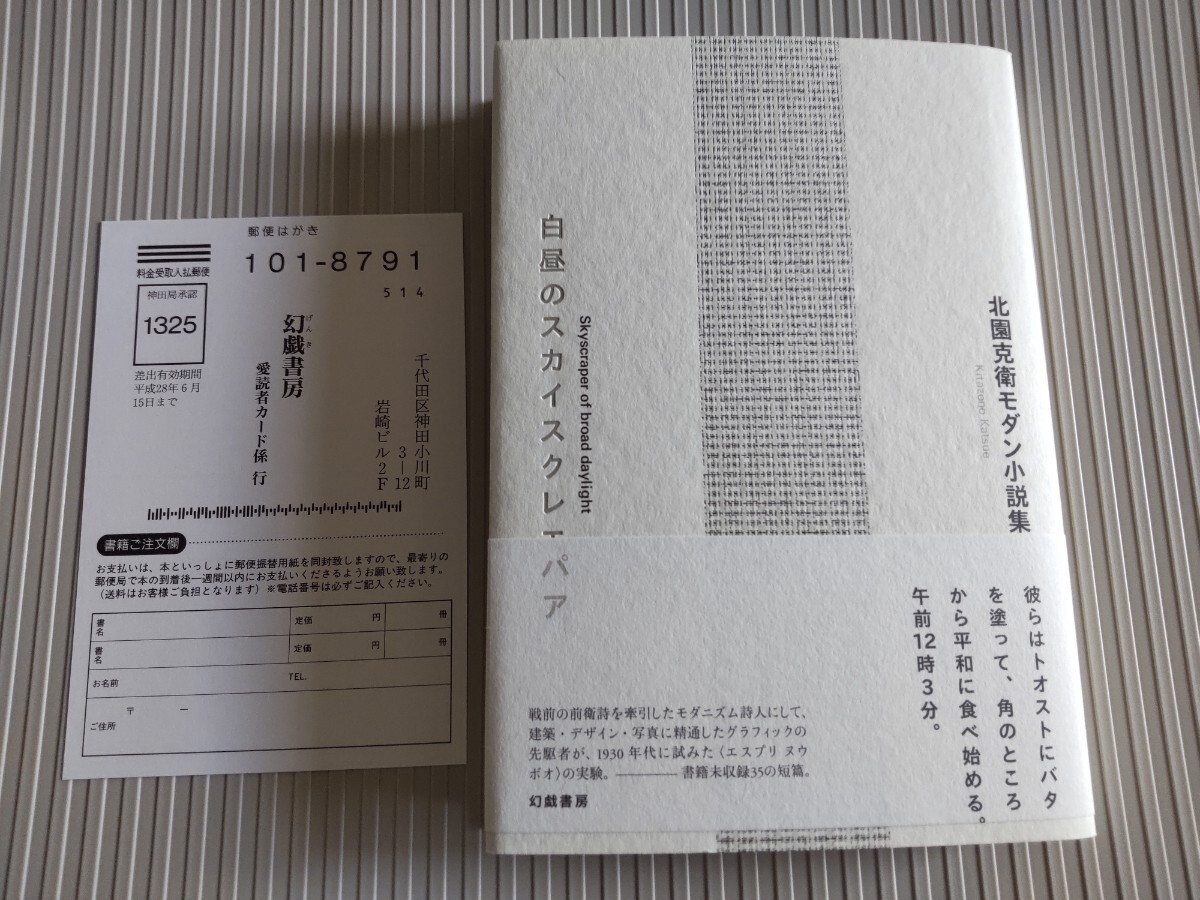 郵便はがき
料金受取人払郵便
101-8791
514
神田局承認
1325
差出有効期間
平成28年6月
15日まで
千代田区神田小川町
3-12
岩崎ビル2F
げんき
幻戯書房
愛読者カード係 行
書籍ご注文欄
お支払いは、本といっしょに郵便振替用紙を同封致しますので、最寄りの
郵便局で本の到着後一週間以内にお支払いくださるようお願い致します。
(送料はお客様ご負担となります)※電話番号は必ずご記入ください。
書名 定価 円 冊
書名 定価 円 冊
お名前 TEL.
〒 ー
ご住所
北園克衛モダン小説集
Kitazono Katsue
Skyscraper of broad daylight
白昼のスカイスクレエパア
彼らはトオストにバタ
を塗って、角のところ
から平和に食べ始める。
午前12時3分。
戦前の前衛詩を牽引したモダニズム詩人にして、
建築・デザイン・写真に精通したグラフィックの
先駆者が、1930年代に試みた〈エスプリ ヌウ
ボオ〉の実験。――――書籍未収録35の短篇。
幻戯書房